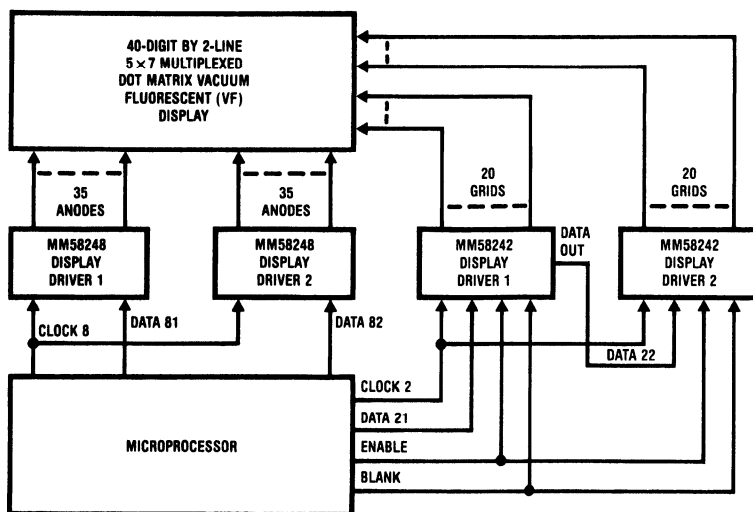 40-DIGIT BY 2-LINE
5 × 7 MULTIPLEXED
DOT MATRIX VACUUM
FLUORESCENT (VF)
DISPLAY
35
ANODES
35
ANODES
20
GRIDS
20
GRIDS
MM58248
DISPLAY
DRIVER 1
MM58248
DISPLAY
DRIVER 2
MM58242
DISPLAY
DRIVER 1
DATA
OUT
MM58242
DISPLAY
DRIVER 2
CLOCK 8
DATA 81
DATA 82
DATA 22
MICROPROCESSOR
CLOCK 2
DATA 21
ENABLE
BLANK